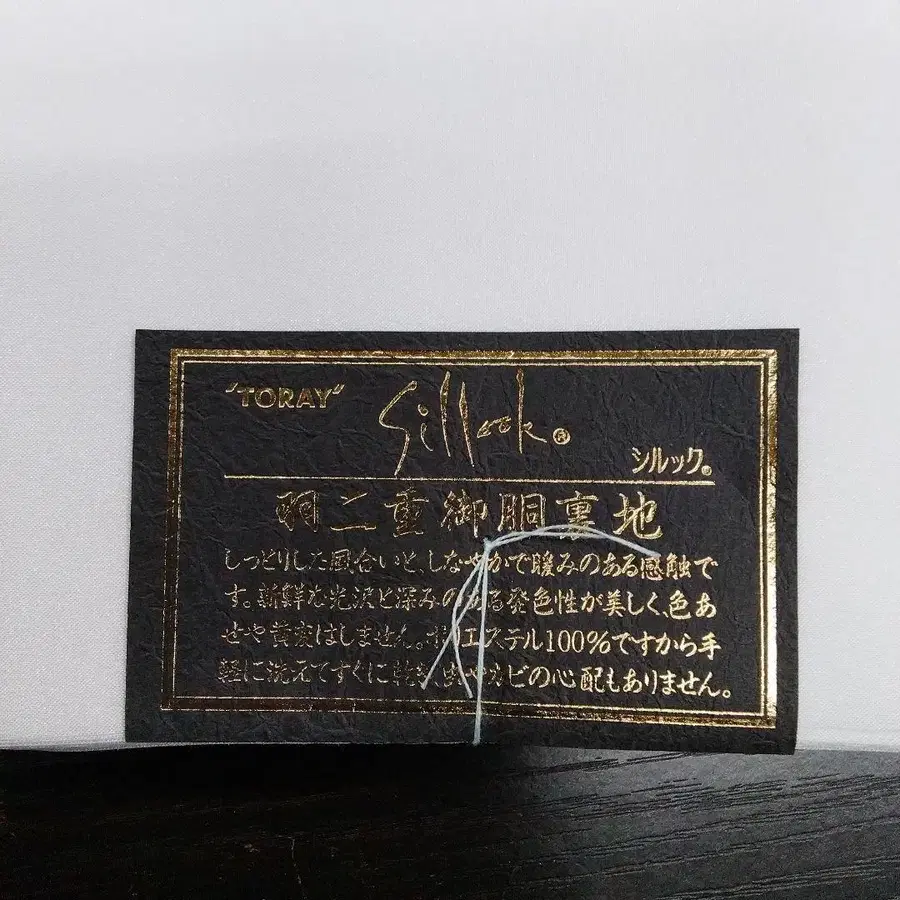 "TORAY"
Sillook®
シルック®
羽二重御胴裏地
しっとりした風合いと、しなやかで暖みのある感触で
す。新鮮な光沢と深みのある発色性が美しく、色あ
せや黄変はしません。ポリエステル100%ですから手
軽に洗えてすぐに乾き、虫やカビの心配もありません。